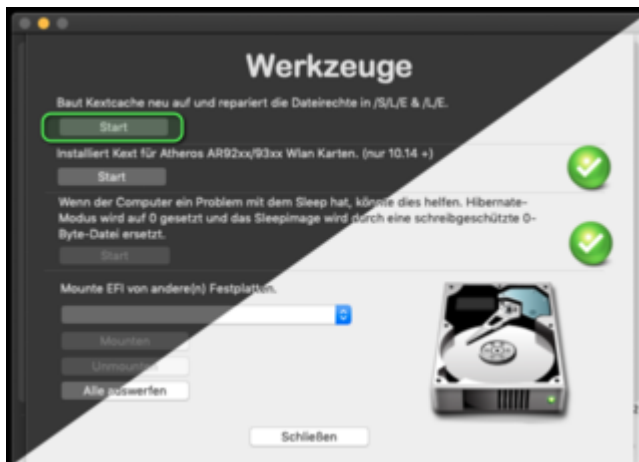 Werkzeuge
Baut Kextcache neu auf und repariert die Dateirechte in /S/L/E & /L/E.
Start
Installiert Kext für Atheros AR92xx/93xx Wlan Karten. (nur 10.14 +)
Start
Wenn der Computer ein Problem mit dem Sleep hat, könnte dies helfen. Hibernate-
Modus wird auf 0 gesetzt und das Sleepimage wird durch eine schreibgeschützte 0-
Byte-Datei ersetzt.
Start
Mounte EFI von andere(n) Festplatten.
Mounten
Unmounten
Alle auswerfen
Schließen
2